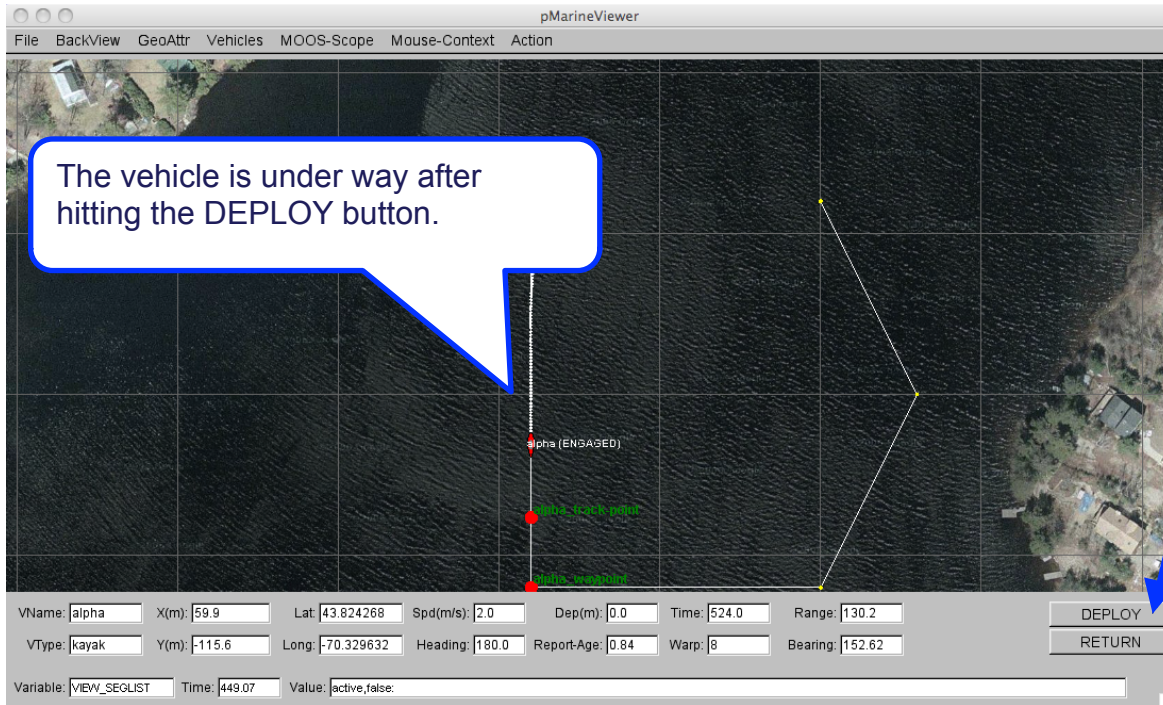 pMarineViewer
File BackView GeoAttr Vehicles MOOS-Scope Mouse-Context Action
The vehicle is under way after
hitting the DEPLOY button.
alpha (ENGAGED)
alpha_track-point
alpha_waypoint
VName: alpha X(m): 59.9 Lat: 43.824268 Spd(m/s): 2.0 Dep(m): 0.0 Time: 524.0 Range: 130.2 DEPLOY
VType: kayak Y(m): -115.6 Long: -70.329632 Heading: 180.0 Report-Age: 0.84 Warp: 8 Bearing: 152.62 RETURN
Variable: VIEW_SEGLIST Time: 449.07 Value: active,false: